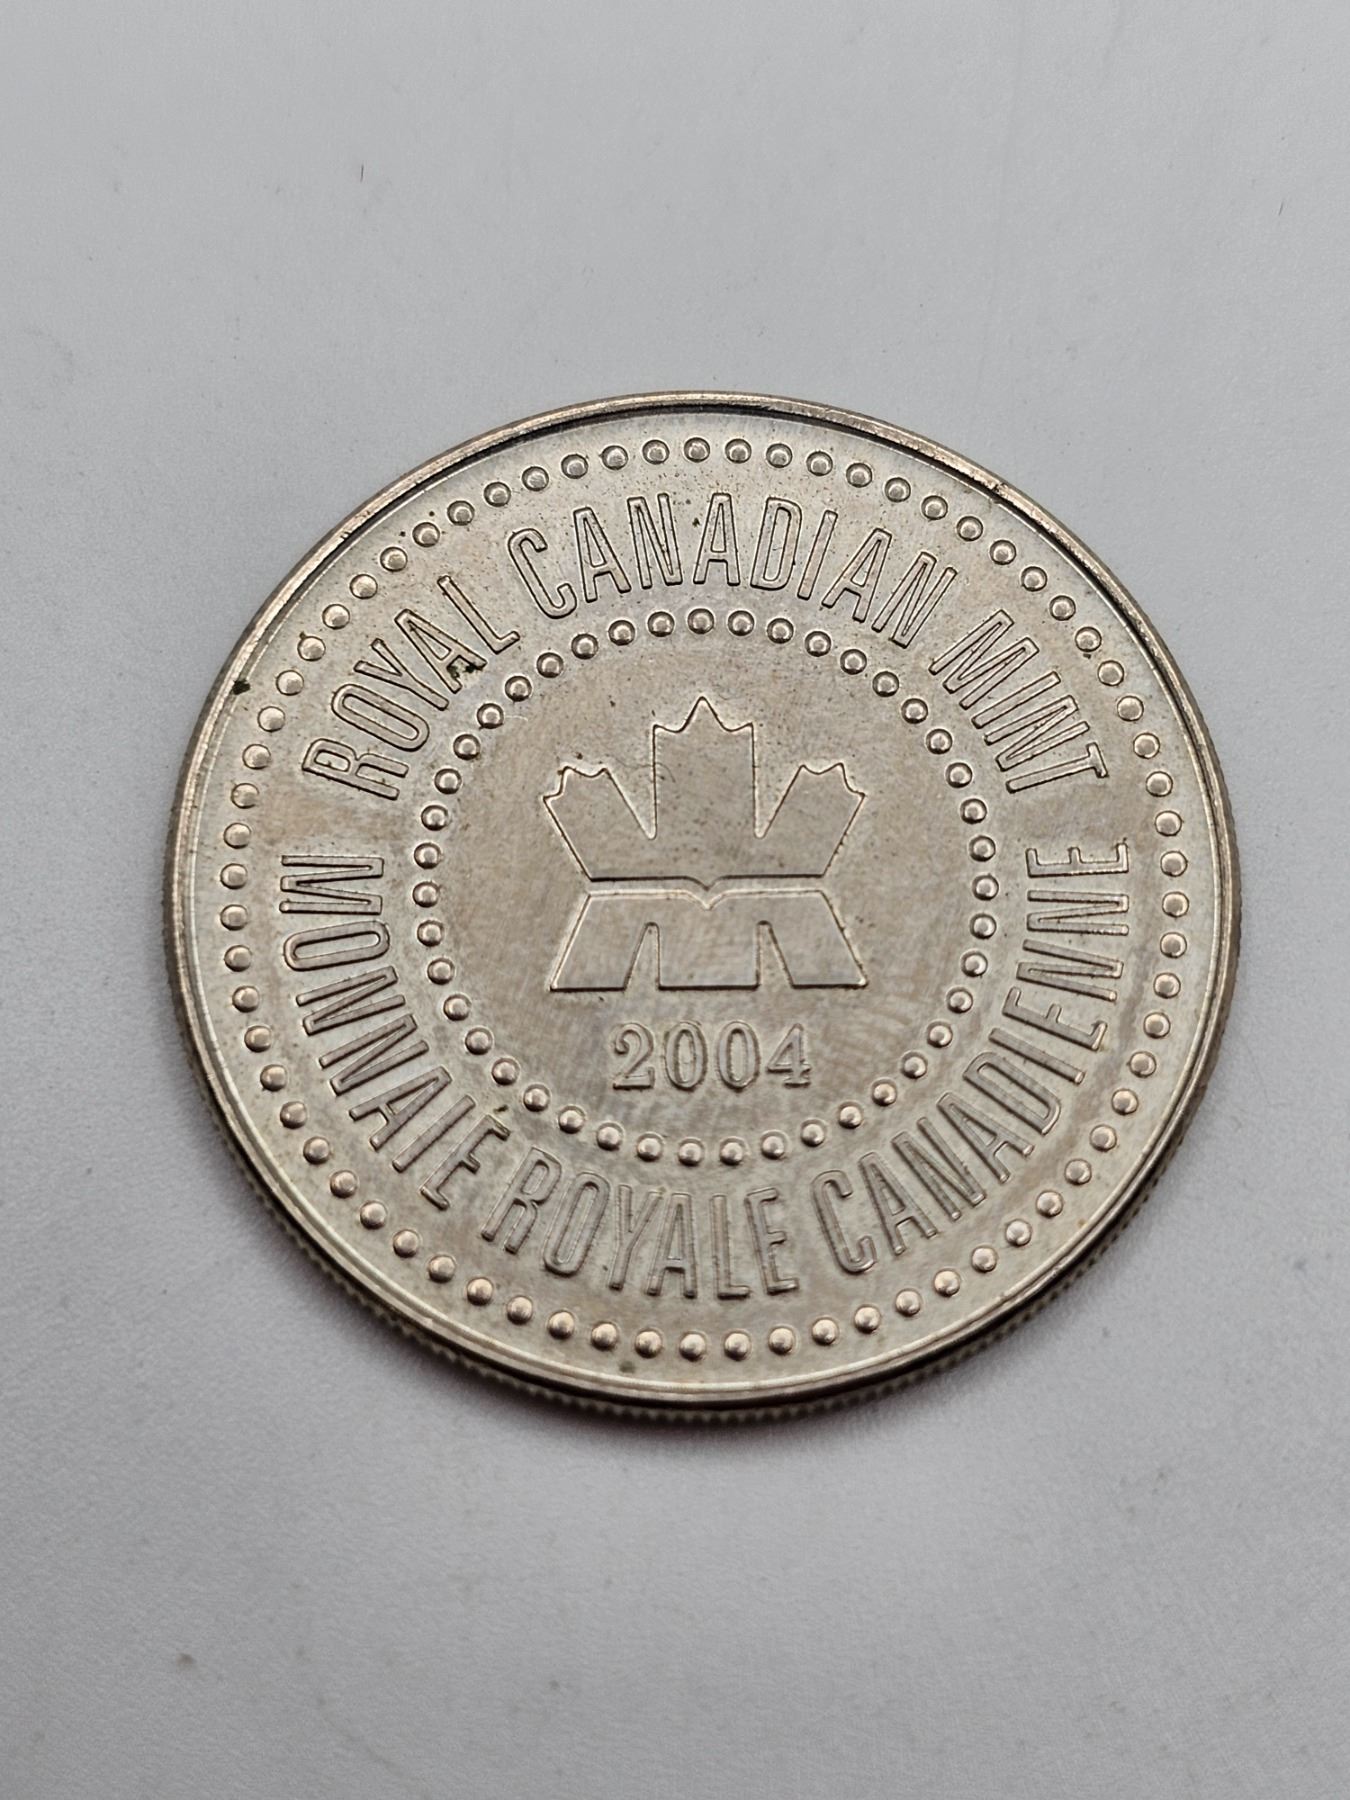 ROYAL CANADIAN MINT
2004
MONNAIE ROYALE CANADIENNE